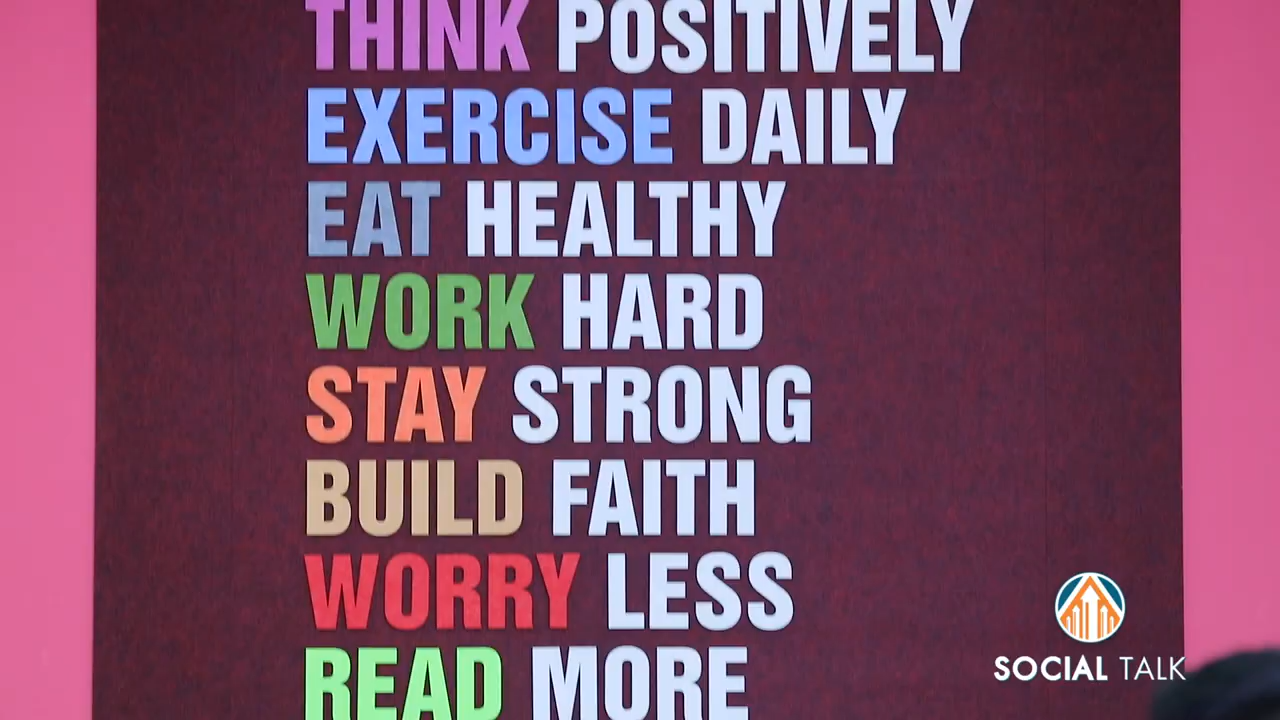 THINK POSITIVELY
EXERCISE DAILY
EAT HEALTHY
WORK HARD
STAY STRONG
BUILD FAITH
WORRY LESS
READ MORE
SOCIAL TALK